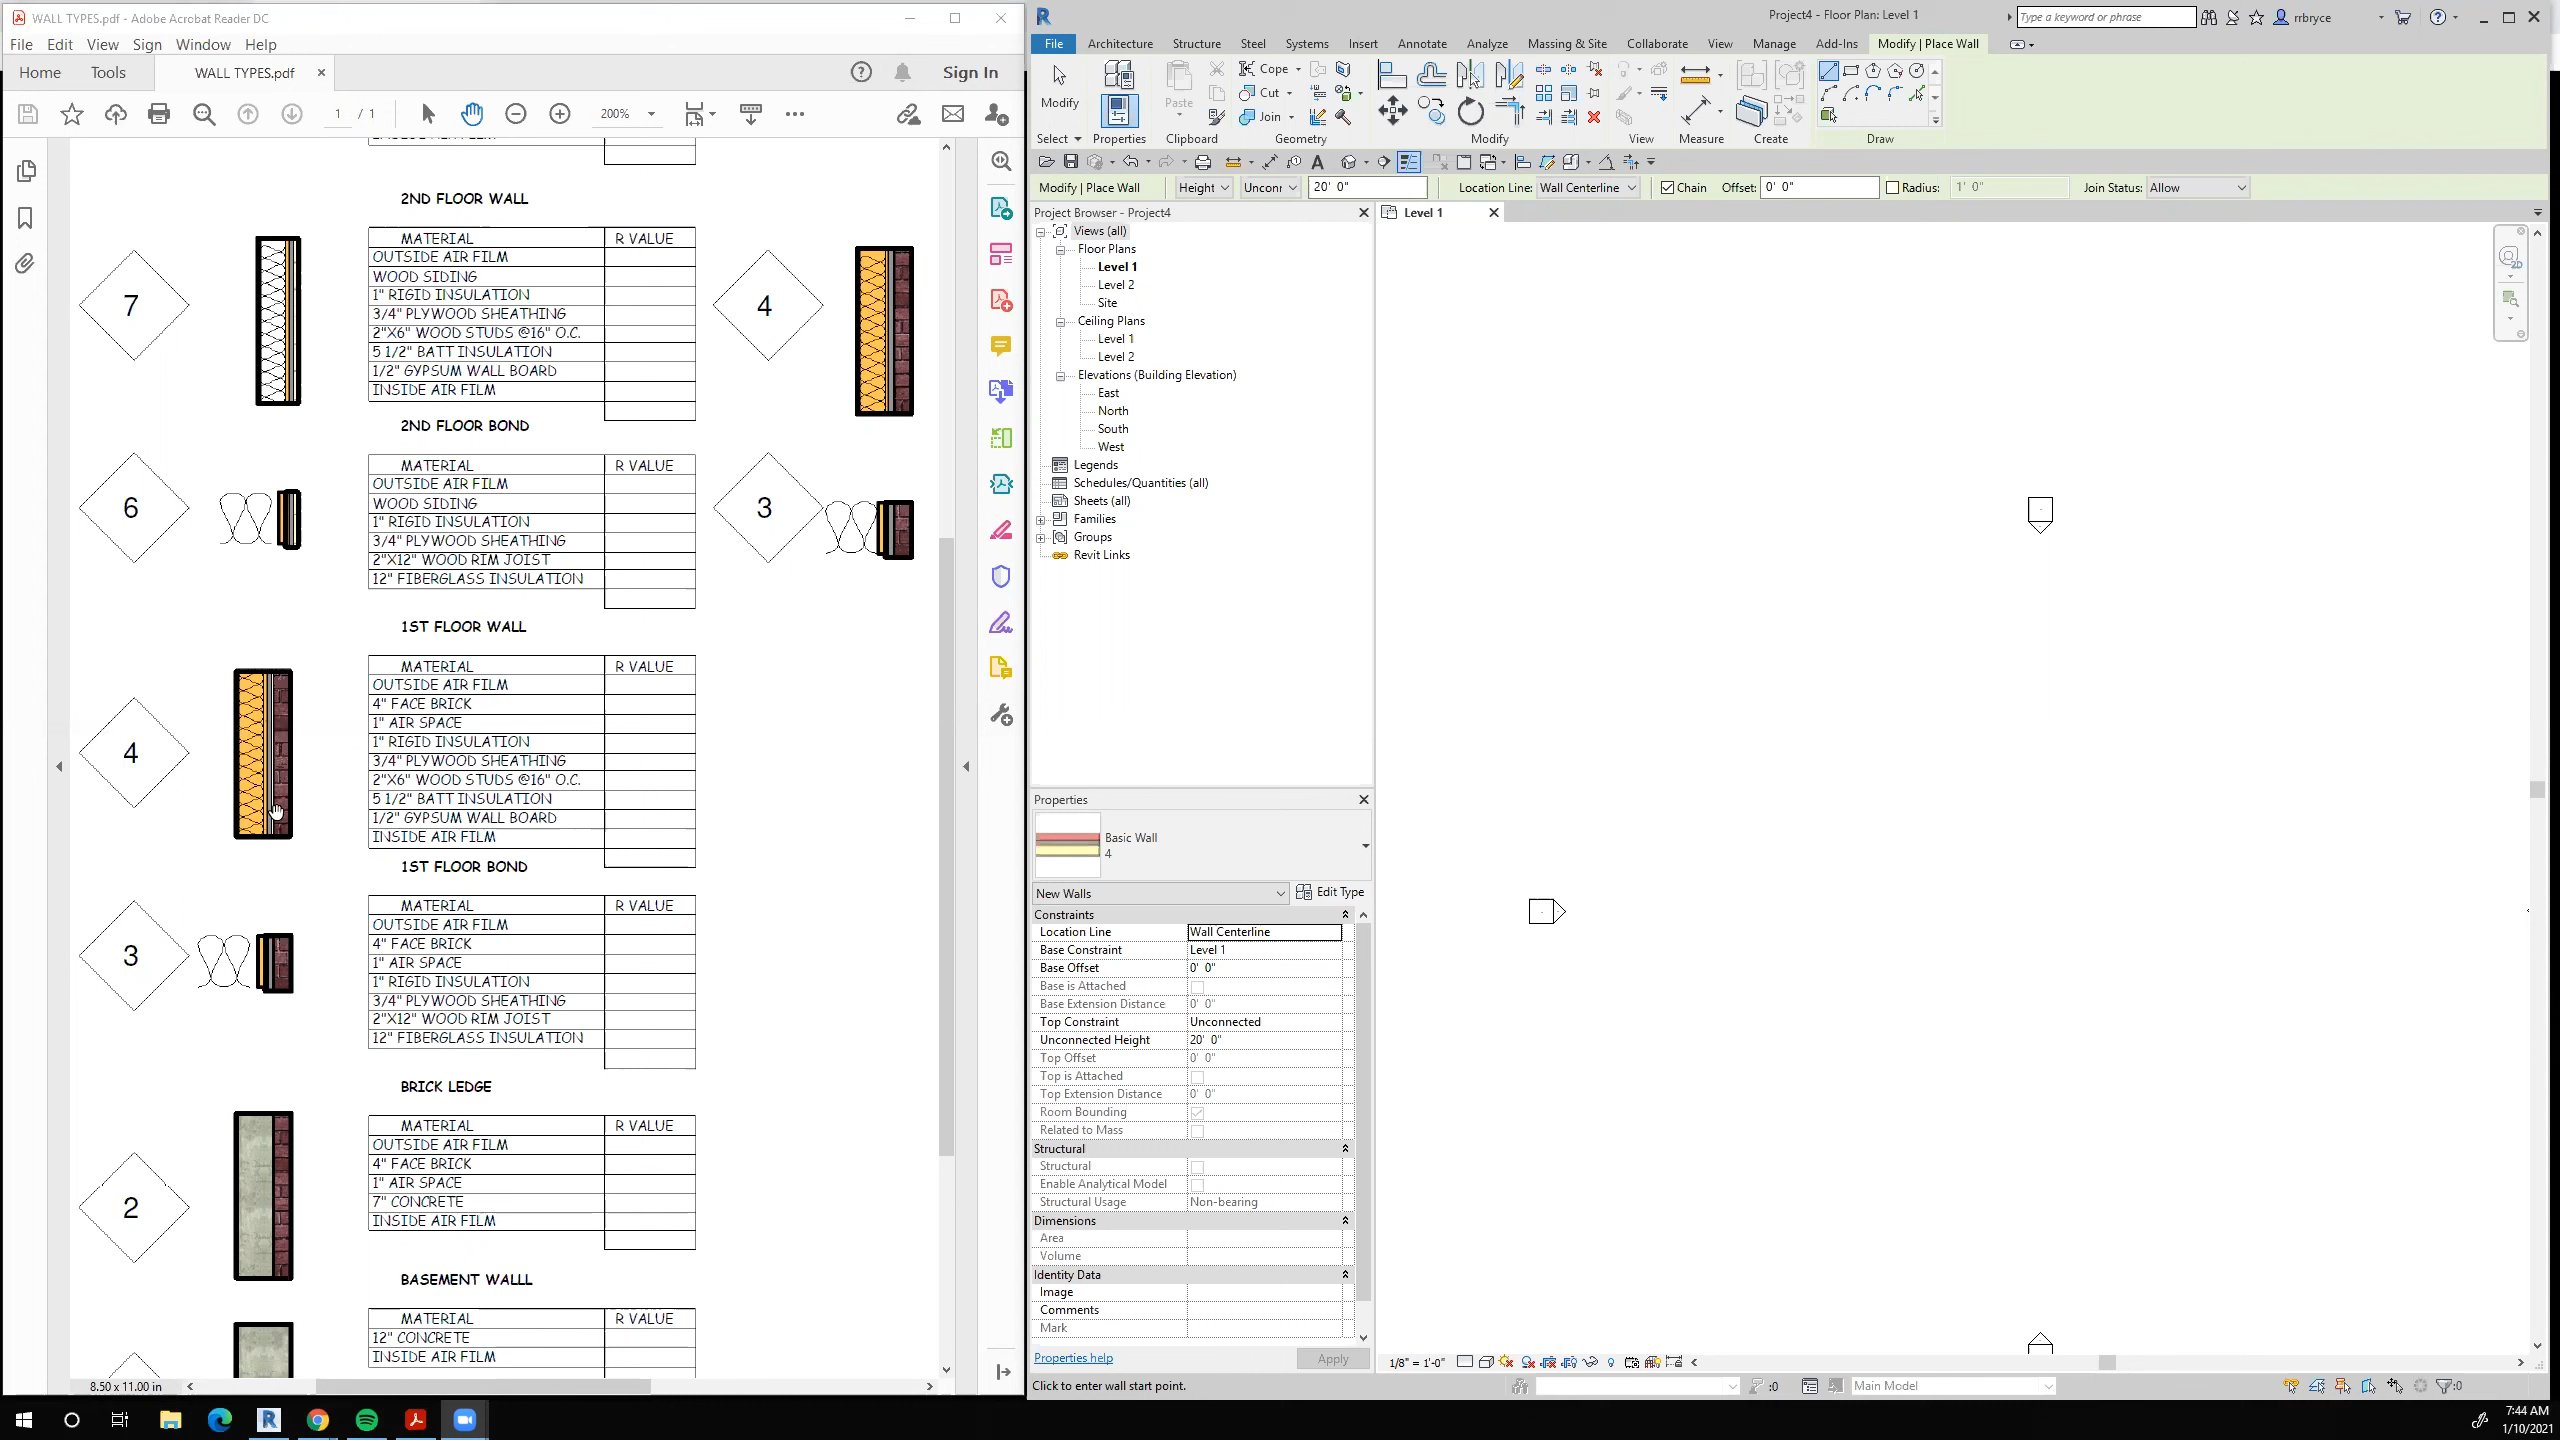 WALL TYPES.pdf - Adobe Acrobat Reader DC
File Edit View Sign Window Help
Home Tools WALL TYPES.pdf Sign In
1 / 1 200%
2ND FLOOR WALL
MATERIAL R VALUE
OUTSIDE AIR FILM
WOOD SIDING
1" RIGID INSULATION
3/4" PLYWOOD SHEATHING
2"X6" WOOD STUDS @16" O.C.
5 1/2" BATT INSULATION
1/2" GYPSUM WALL BOARD
INSIDE AIR FILM
7
4
2ND FLOOR BOND
MATERIAL R VALUE
OUTSIDE AIR FILM
WOOD SIDING
1" RIGID INSULATION
3/4" PLYWOOD SHEATHING
2"X12" WOOD RIM JOIST
12" FIBERGLASS INSULATION
6
3
1ST FLOOR WALL
MATERIAL R VALUE
OUTSIDE AIR FILM
4" FACE BRICK
1" AIR SPACE
1" RIGID INSULATION
3/4" PLYWOOD SHEATHING
2"X6" WOOD STUDS @16" O.C.
5 1/2" BATT INSULATION
1/2" GYPSUM WALL BOARD
INSIDE AIR FILM
4
1ST FLOOR BOND
MATERIAL R VALUE
OUTSIDE AIR FILM
4" FACE BRICK
1" AIR SPACE
1" RIGID INSULATION
3/4" PLYWOOD SHEATHING
2"X12" WOOD RIM JOIST
12" FIBERGLASS INSULATION
3
BRICK LEDGE
MATERIAL R VALUE
OUTSIDE AIR FILM
4" FACE BRICK
1" AIR SPACE
7" CONCRETE
INSIDE AIR FILM
2
BASEMENT WALLL
MATERIAL R VALUE
12" CONCRETE
INSIDE AIR FILM
8.50 x 11.00 in
Project4 - Floor Plan: Level 1
Type a keyword or phrase
rrbryce
File Architecture Structure Steel Systems Insert Annotate Analyze Massing & Site Collaborate View Manage Add-Ins Modify | Place Wall
Modify Paste Cope Cut Join
Select Properties Clipboard Geometry Modify View Measure Create Draw
Modify | Place Wall Height Unconr 20' 0" Location Line: Wall Centerline Chain Offset: 0' 0" Radius: 1' 0" Join Status: Allow
Project Browser - Project4
Level 1
Views (all)
Floor Plans
Level 1
Level 2
Site
Ceiling Plans
Level 1
Level 2
Elevations (Building Elevation)
East
North
South
West
Legends
Schedules/Quantities (all)
Sheets (all)
Families
Groups
Revit Links
2D
Properties
Basic Wall
4
New Walls Edit Type
Constraints
Location Line Wall Centerline
Base Constraint Level 1
Base Offset 0' 0"
Base is Attached
Base Extension Distance 0' 0"
Top Constraint Unconnected
Unconnected Height 20' 0"
Top Offset 0' 0"
Top is Attached
Top Extension Distance 0' 0"
Room Bounding
Related to Mass
Structural
Structural
Enable Analytical Model
Structural Usage Non-bearing
Dimensions
Area
Volume
Identity Data
Image
Comments
Mark
Properties help Apply
1/8" = 1'-0"
Click to enter wall start point.
:0 Main Model :0
7:44 AM
1/10/2021